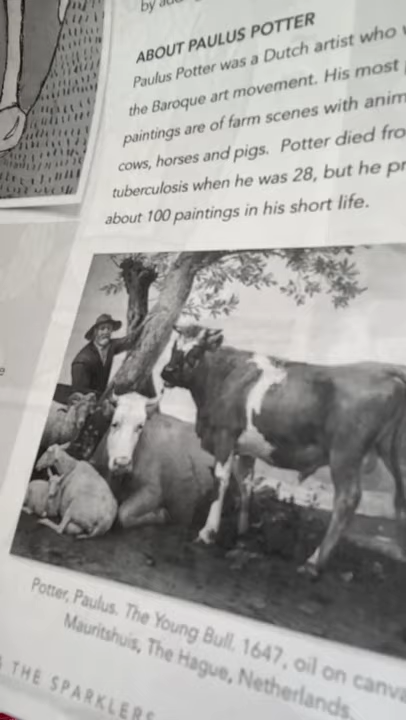 by
ABOUT PAULUS POTTER
Paulus Potter was a Dutch artist who
the Baroque art movement. His most
paintings are of farm scenes with anim
cows, horses and pigs. Potter died fro
tuberculosis when he was 28, but he pr
about 100 paintings in his short life.
Potter, Paulus. The Young Bull. 1647, oil on canva
Mauritshuis, The Hague, Netherlands
THE SPARKLERS